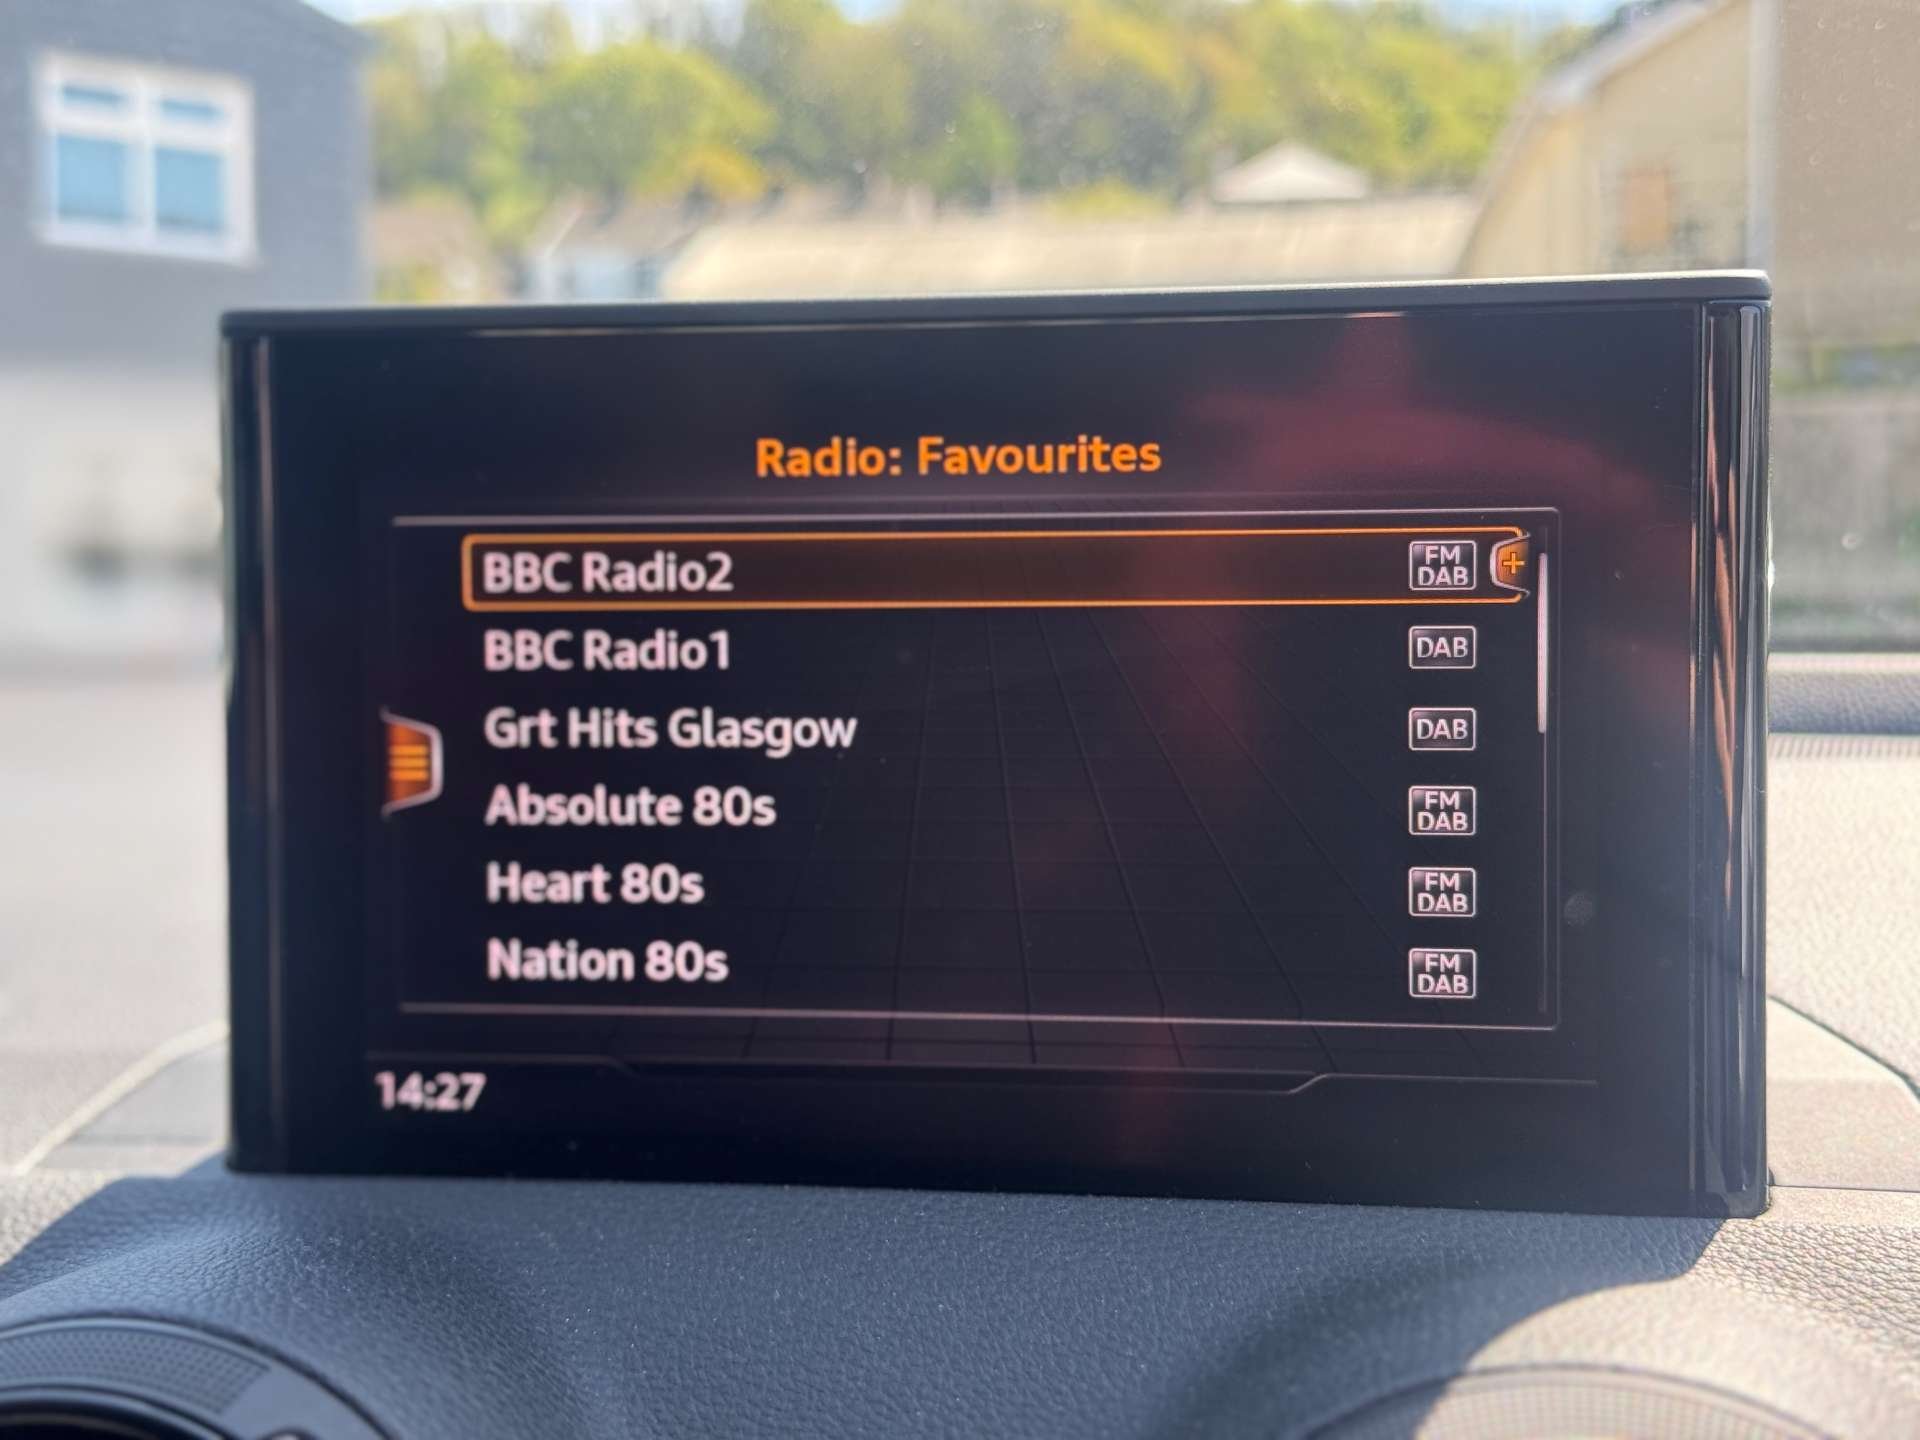 Radio: Favourites
BBC Radio2 FM DAB +
BBC Radio1 DAB
Grt Hits Glasgow DAB
Absolute 80s FM DAB
Heart 80s FM DAB
Nation 80s FM DAB
14:27